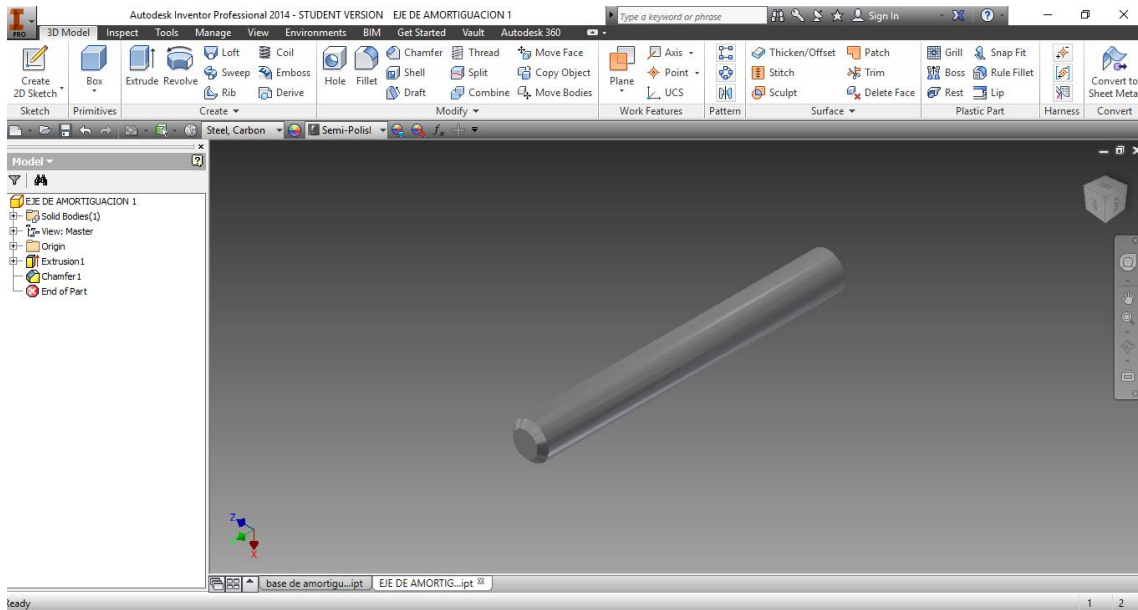 Autodesk Inventor Professional 2014 - STUDENT VERSION EJE DE AMORTIGUACION 1
Type a keyword or phrase
Sign In
PRO
3D Model Inspect Tools Manage View Environments BIM Get Started Vault Autodesk 360
Create 2D Sketch
Box
Extrude Revolve
Loft Coil
Sweep Emboss
Rib Derive
Hole Fillet
Chamfer Thread Move Face
Shell Split Copy Object
Draft Combine Move Bodies
Plane
Axis
Point
UCS
Thicken/Offset Patch
Stitch Trim
Sculpt Delete Face
Grill Snap Fit
Boss Rule Fillet
Rest Lip
Convert to
Sheet Meta
Sketch Primitives Create Modify Work Features Pattern Surface Plastic Part Harness Convert
Steel, Carbon Semi-Polisl
Model
EJE DE AMORTIGUACION 1
Solid Bodies(1)
View: Master
Origin
Extrusion1
Chamfer1
End of Part
Z
X
base de amortigu...ipt EJE DE AMORTIG...ipt
Ready
1 2